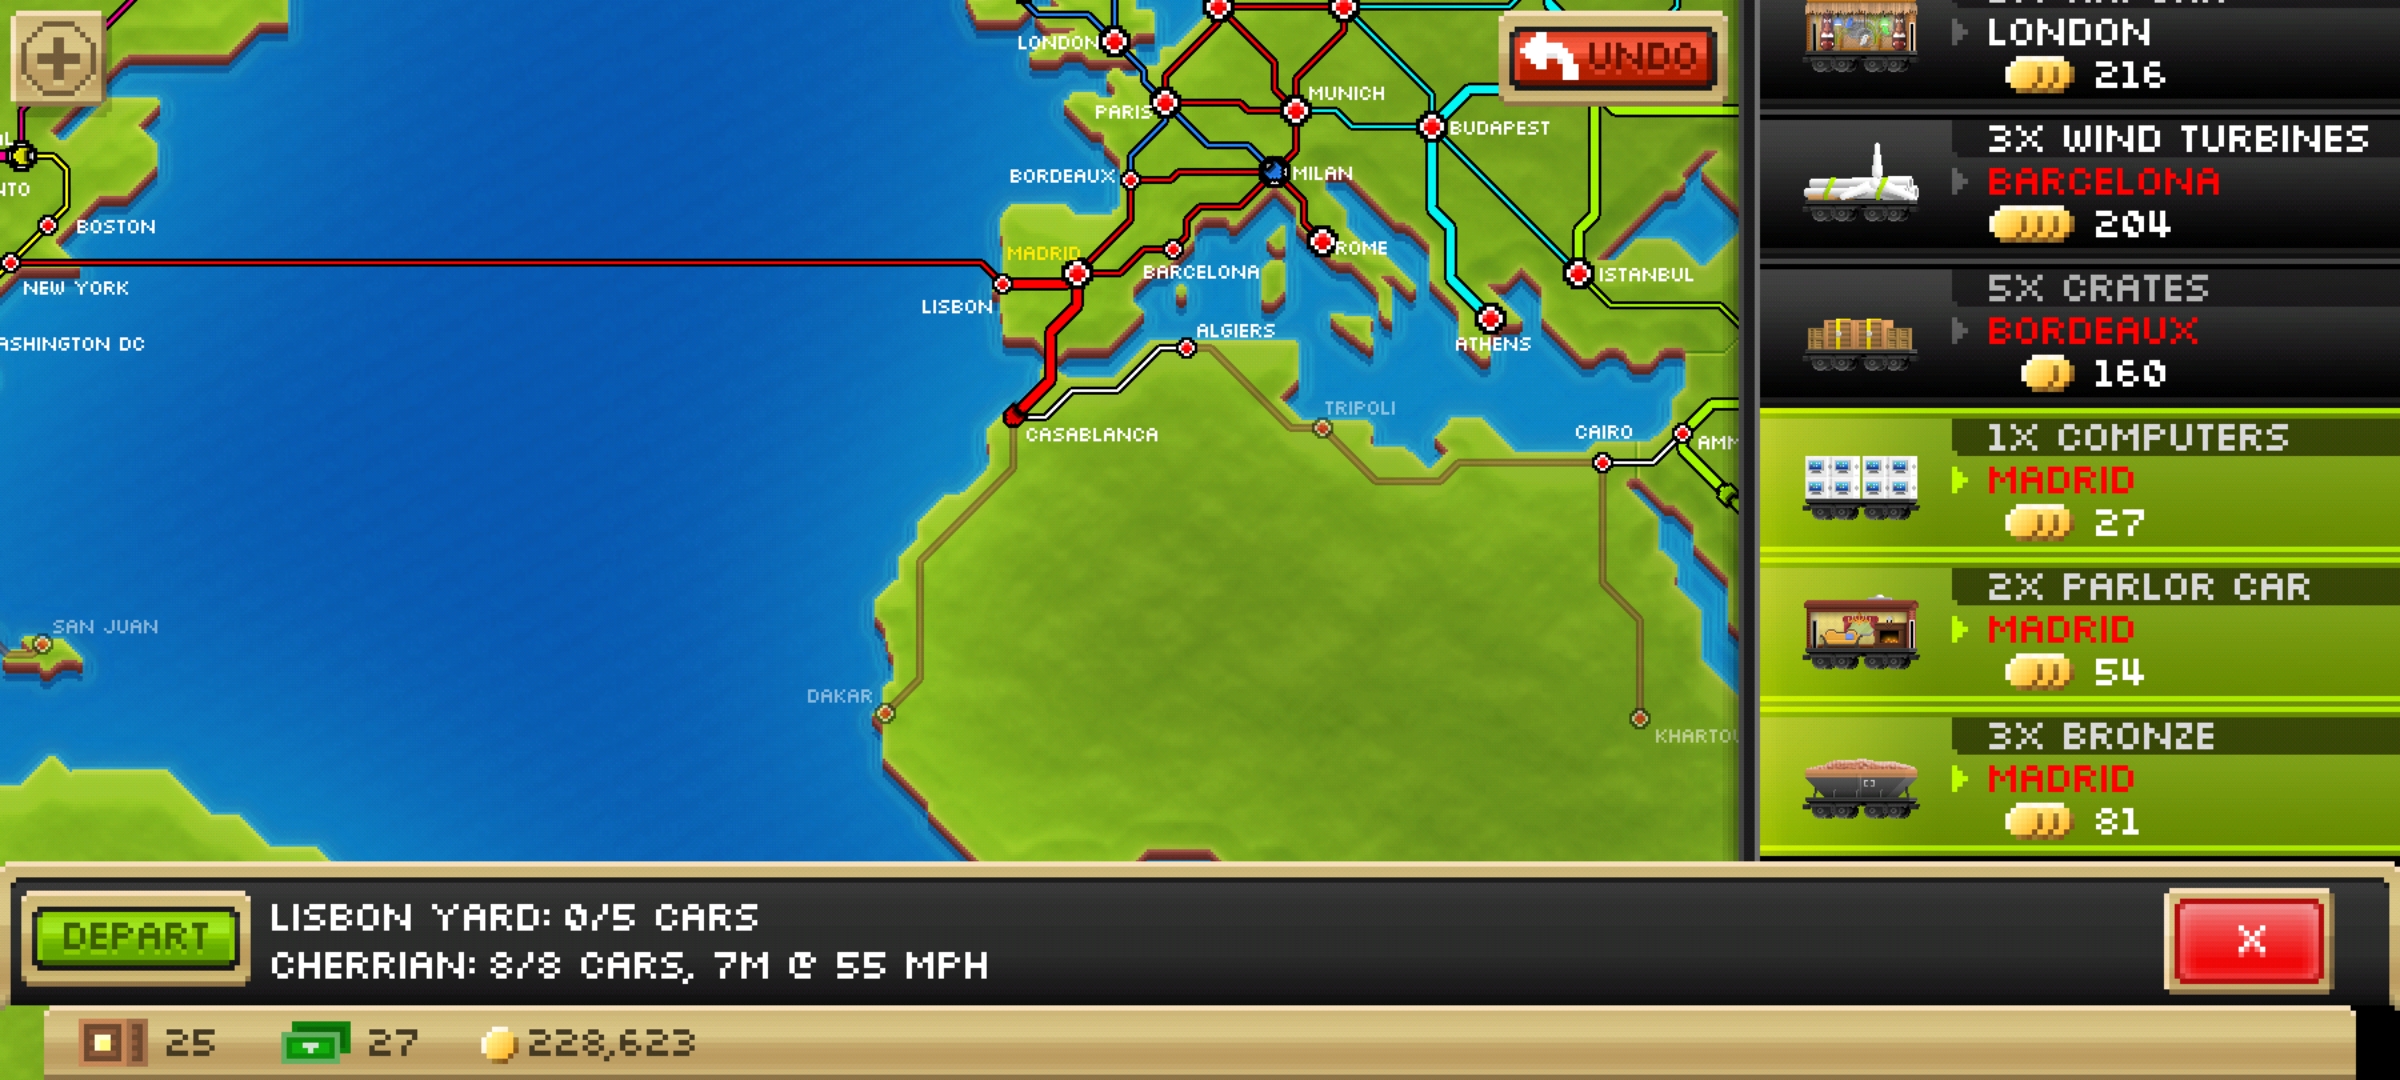 LONDON
UNDO
PARIS
MUNICH
BUDAPEST
BORDEAUX
MILAN
NTO
BOSTON
MADRID
ROME
BARCELONA
ISTANBUL
NEW YORK
LISBON
ALGIERS
ASHINGTON DC
ATHENS
TRIPOLI
CASABLANCA
CAIRO
AMM
SAN JUAN
DAKAR
KHARTOU
LONDON
216
3X WIND TURBINES
BARCELONA
204
5X CRATES
BORDEAUX
160
1X COMPUTERS
MADRID
27
2X PARLOR CAR
MADRID
54
3X BRONZE
MADRID
81
DEPART
LISBON YARD: 0/5 CARS
CHERRIAN: 8/8 CARS, 7M @ 55 MPH
X
25
27
228,623